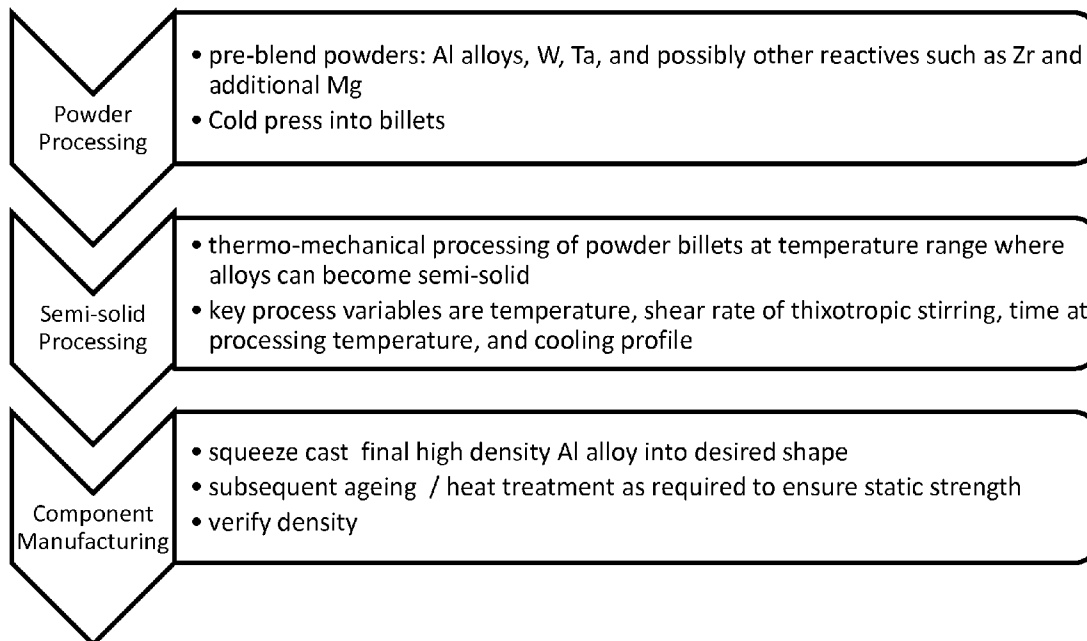 Powder
Processing
• pre-blend powders: Al alloys, W, Ta, and possibly other reactives such as Zr and
additional Mg
• Cold press into billets
Semi-solid
Processing
• thermo-mechanical processing of powder billets at temperature range where
alloys can become semi-solid
• key process variables are temperature, shear rate of thixotropic stirring, time at
processing temperature, and cooling profile
Component
Manufacturing
• squeeze cast final high density Al alloy into desired shape
• subsequent ageing / heat treatment as required to ensure static strength
• verify density